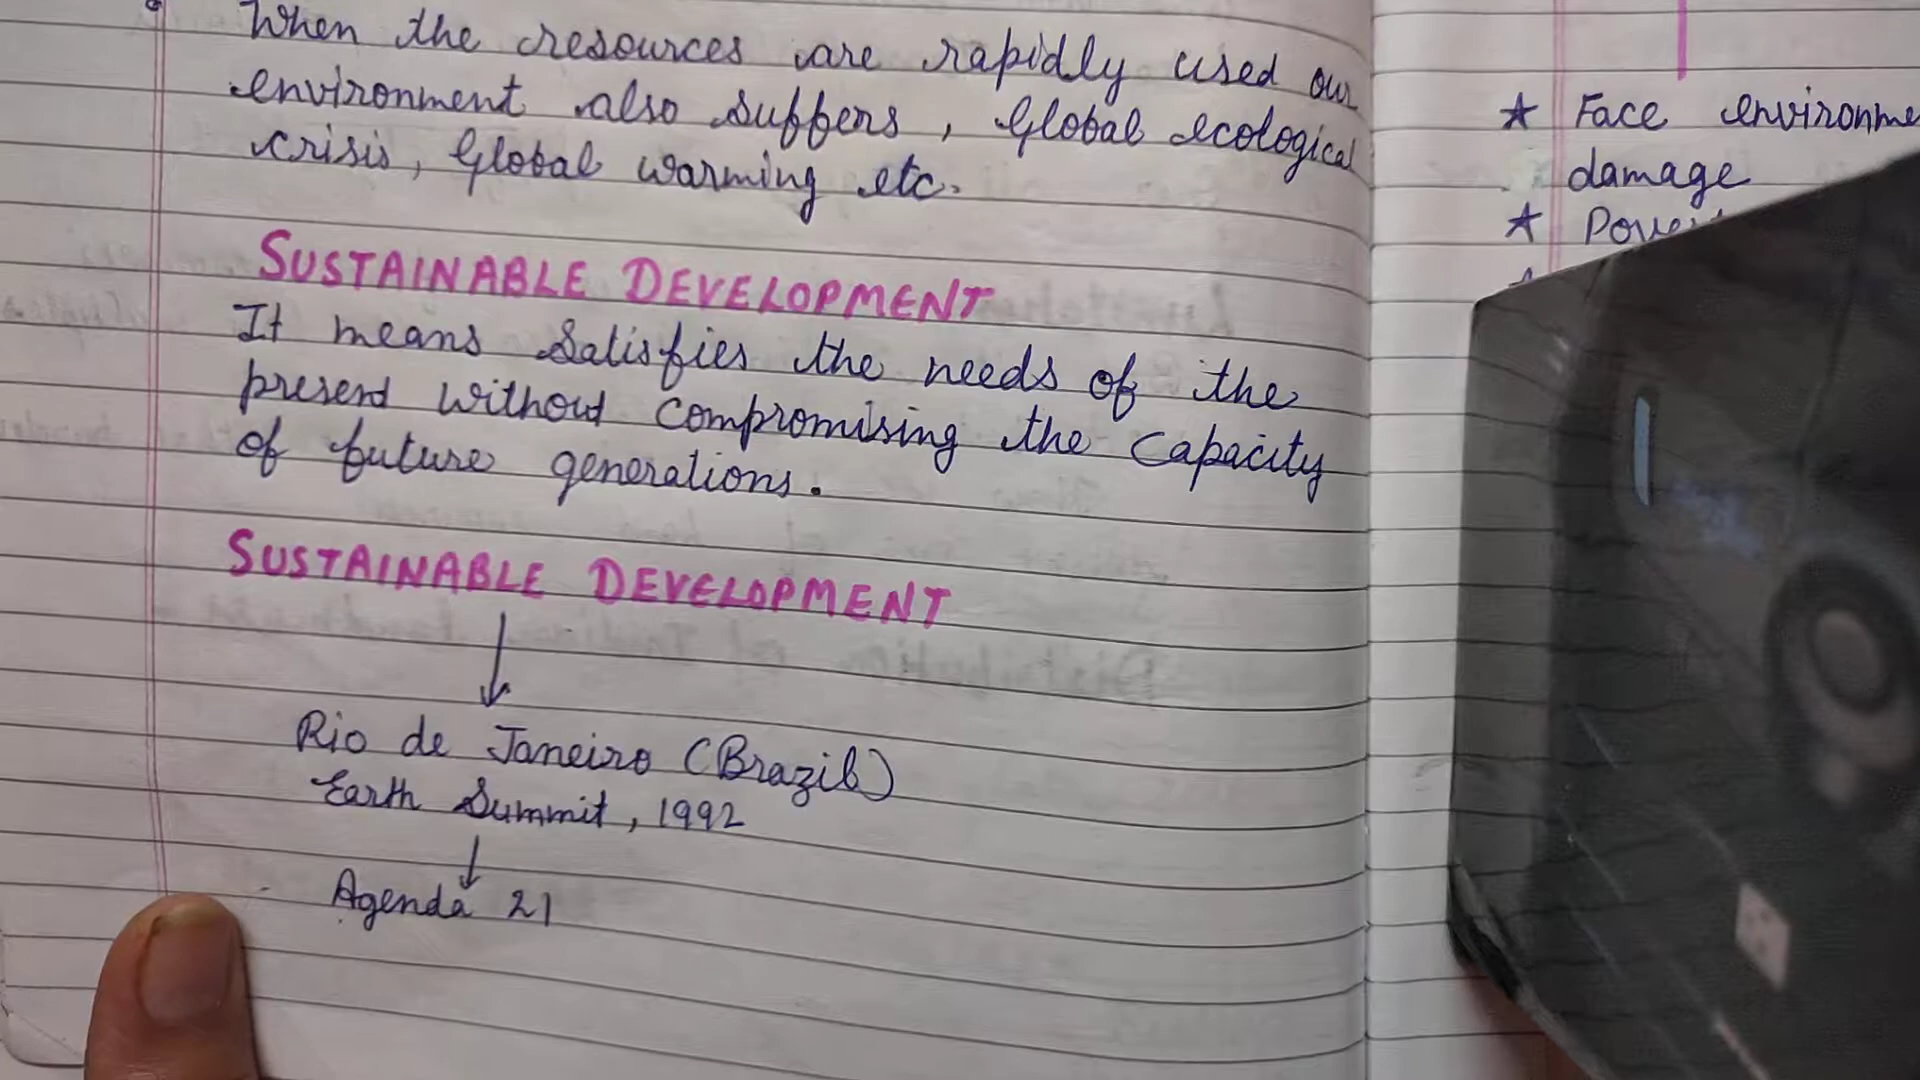 When the resources are rapidly used our
environment also suffers, Global ecological
crisis, Global warming etc.
SUSTAINABLE DEVELOPMENT
It means satisfies the needs of the
present without compromising the capacity
of future generations.
SUSTAINABLE DEVELOPMENT
Rio de Janeiro (Brazil)
Earth Summit, 1992
Agenda 21
★ Face environme
damage
★ Pover